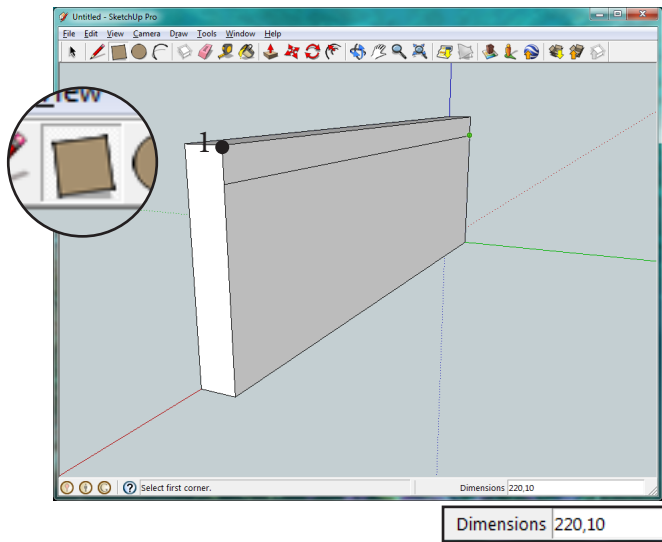 Untitled - SketchUp Pro
File Edit View Camera Draw Tools Window Help
View
1
Select first corner.
Dimensions 220,10
Dimensions 220,10